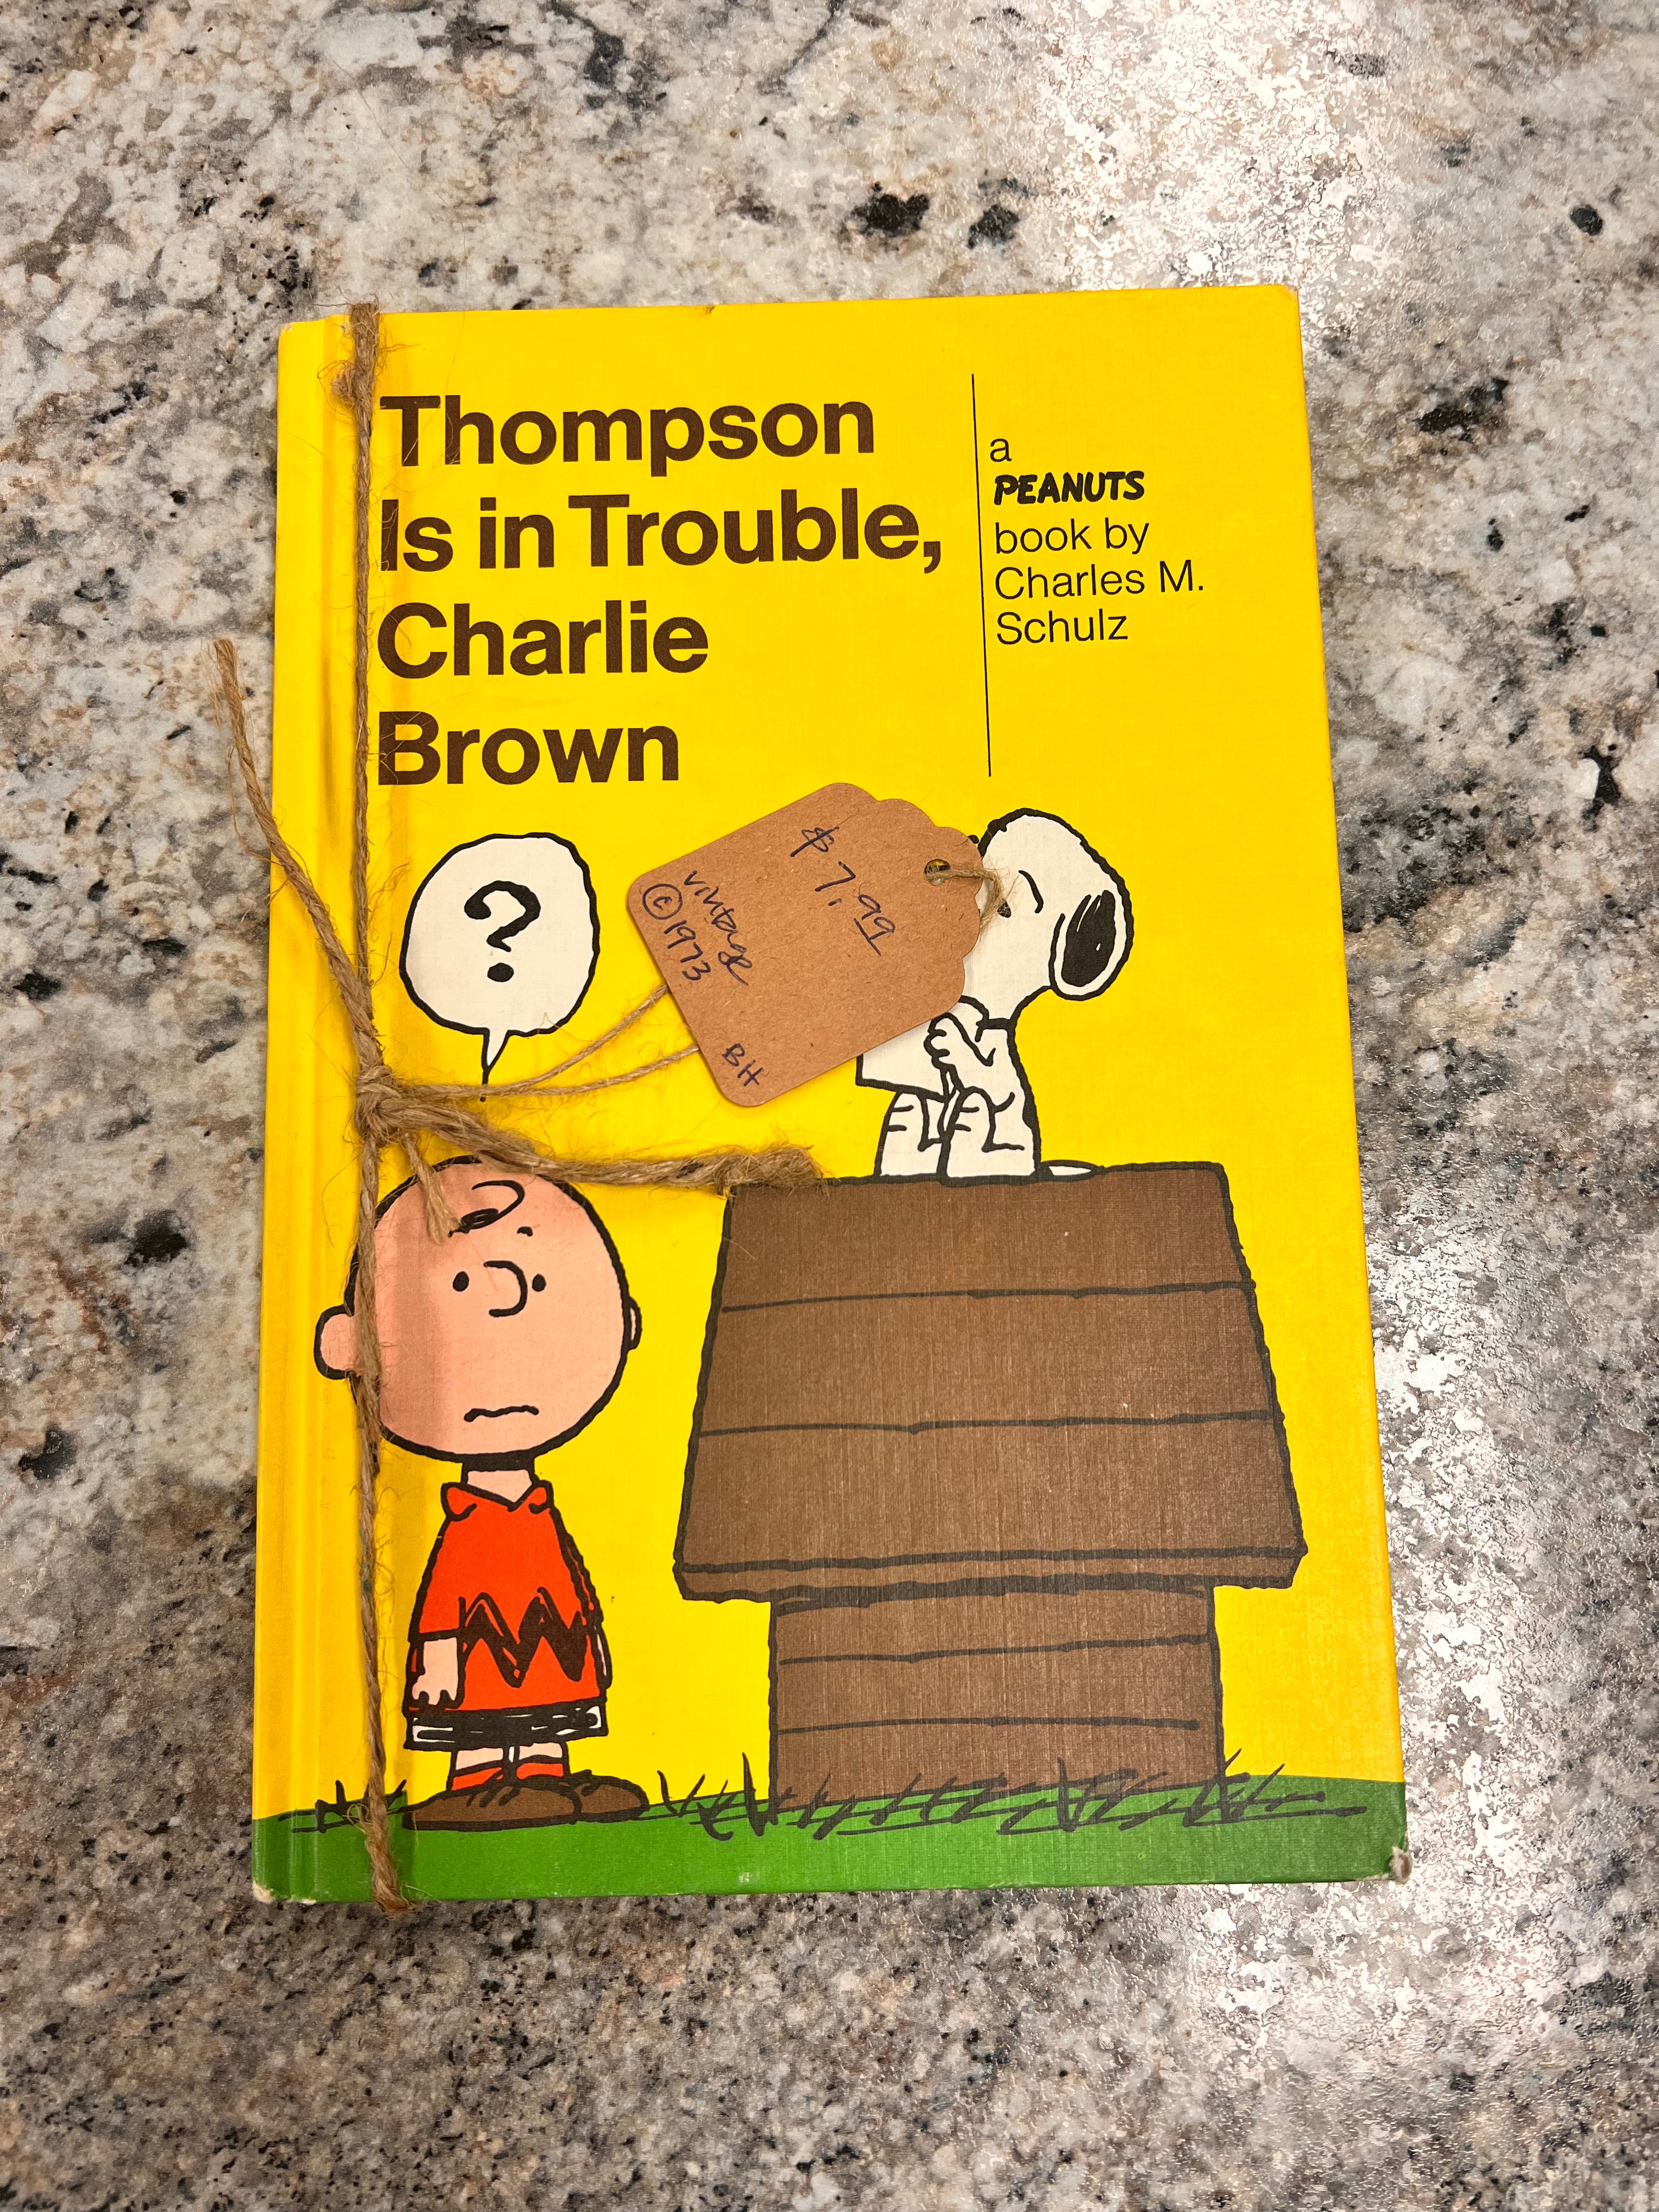 Thompson
Is in Trouble,
Charlie
Brown
a
PEANUTS
book by
Charles M.
Schulz
?
$7.99
vintage
©1973
BH